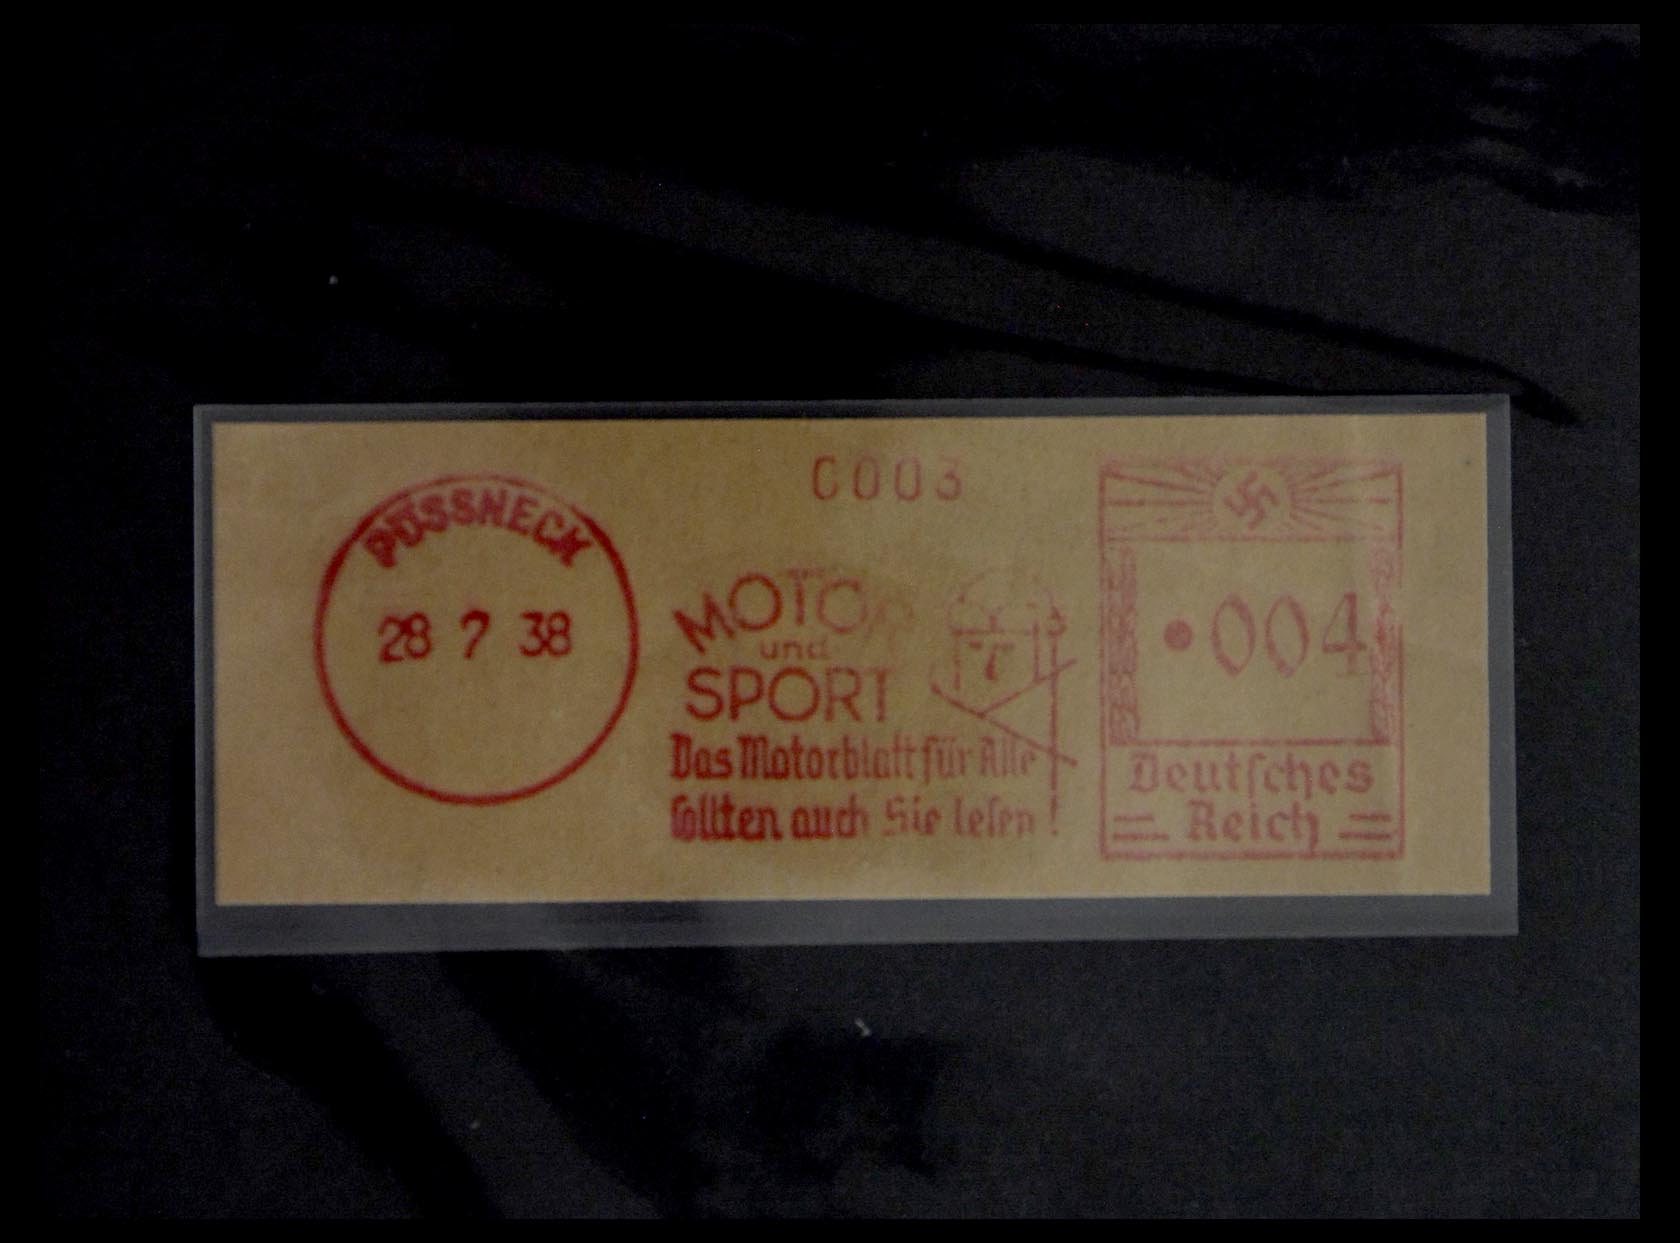 C003
PÖSSNECK
28 7 38
MOTOR
und
SPORT
Das Motorblatt für Alle
sollten auch Sie lesen!
004
Deutsches
Reich